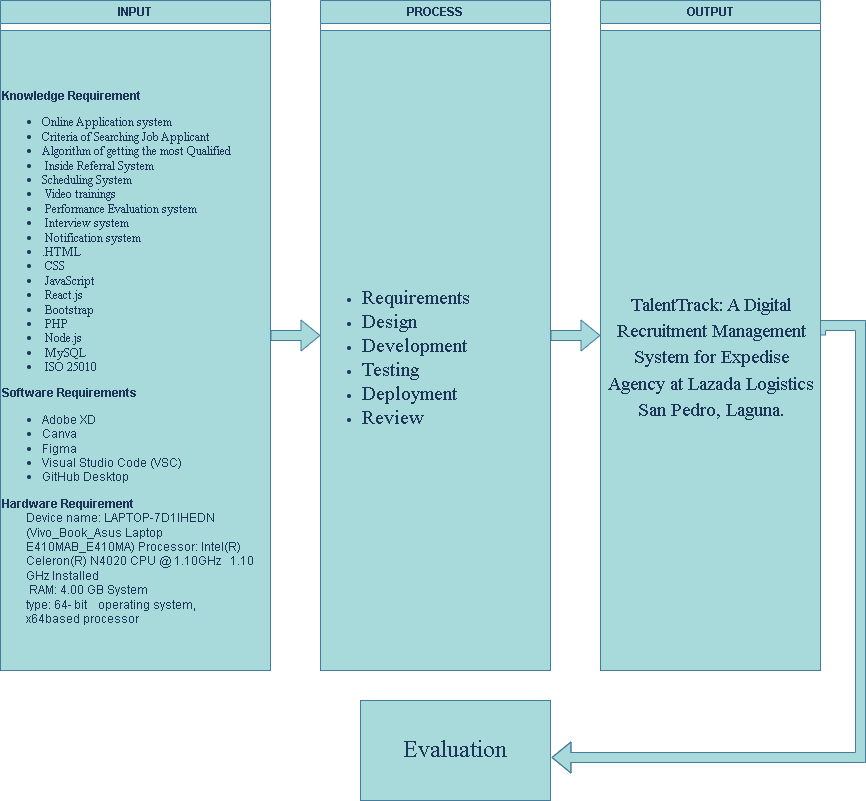 INPUT
Knowledge Requirement
• Online Application system
• Criteria of Searching Job Applicant
• Algorithm of getting the most Qualified
• Inside Referral System
• Scheduling System
• Video trainings
• Performance Evaluation system
• Interview system
• Notification system
• .HTML
• CSS
• JavaScript
• React.js
• Bootstrap
• PHP
• Node.js
• MySQL
• ISO 25010
Software Requirements
• Adobe XD
• Canva
• Figma
• Visual Studio Code (VSC)
• GitHub Desktop
Hardware Requirement
Device name: LAPTOP-7D1IHEDN
(Vivo_Book_Asus Laptop
E410MAB_E410MA) Processor: Intel(R)
Celeron(R) N4020 CPU @ 1.10GHz 1.10
GHz Installed
RAM: 4.00 GB System
type: 64- bit operating system,
x64based processor
PROCESS
• Requirements
• Design
• Development
• Testing
• Deployment
• Review
OUTPUT
TalentTrack: A Digital
Recruitment Management
System for Expedise
Agency at Lazada Logistics
San Pedro, Laguna.
Evaluation